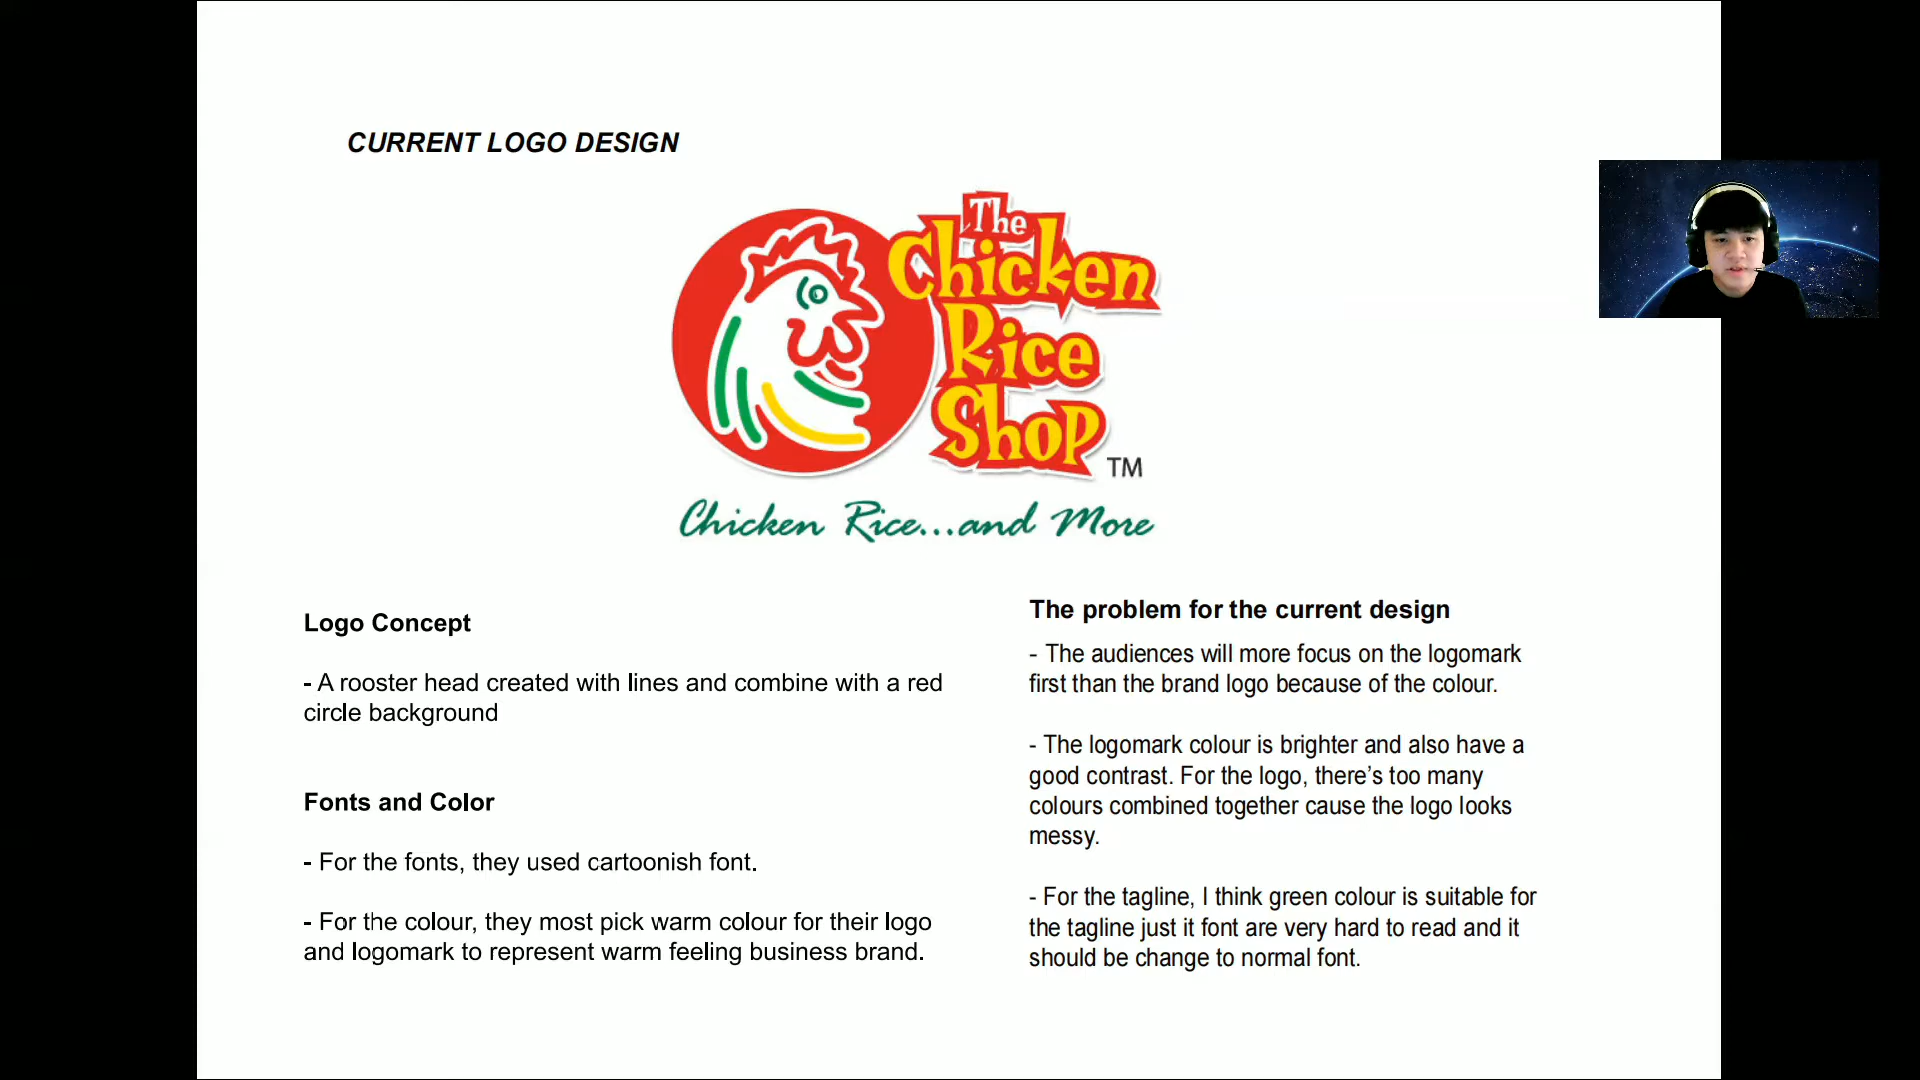 CURRENT LOGO DESIGN
The
Chicken
Rice
Shop
TM
Chicken Rice...and More
Logo Concept
- A rooster head created with lines and combine with a red
circle background
Fonts and Color
- For the fonts, they used cartoonish font.
- For the colour, they most pick warm colour for their logo
and logomark to represent warm feeling business brand.
The problem for the current design
- The audiences will more focus on the logomark
first than the brand logo because of the colour.
- The logomark colour is brighter and also have a
good contrast. For the logo, there’s too many
colours combined together cause the logo looks
messy.
- For the tagline, I think green colour is suitable for
the tagline just it font are very hard to read and it
should be change to normal font.